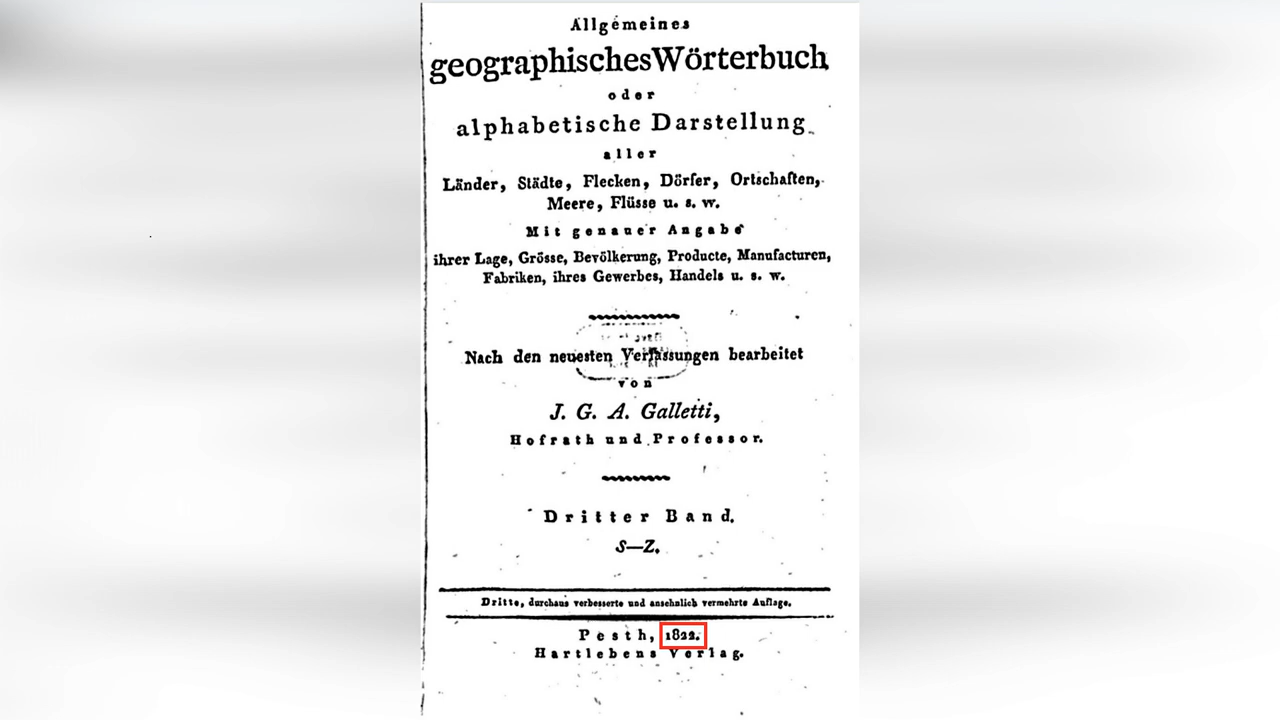 Allgemeines
geographisches Wörterbuch
oder
alphabetische Darstellung
aller
Länder, Städte, Flecken, Dörfer, Ortschaften,
Meere, Flüsse u. s. w.
Mit genauer Angabe
ihrer Lage, Grösse, Bevölkerung, Producte, Manufacturen,
Fabriken, ihres Gewerbes, Handels u. s. w.
Nach den neuesten Verfassungen bearbeitet
von
J. G. A. Galletti,
Hofrath und Professor.
Dritter Band.
S—Z.
Dritte, durchaus verbesserte und ansehnlich vermehrte Auflage.
Pesth, 1822.
Hartlebens Verlag.